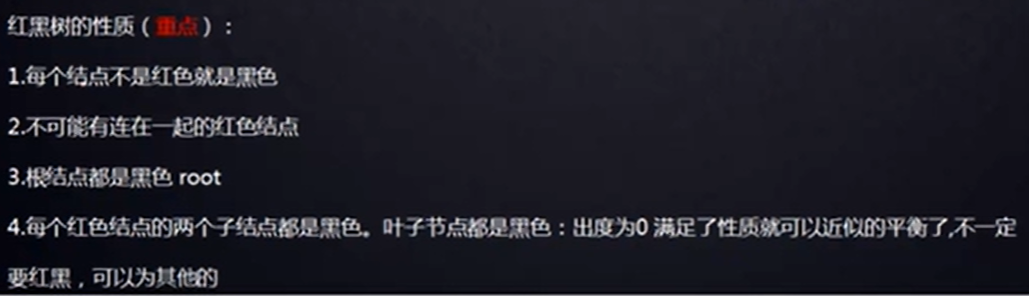 红黑树的性质（重点）：
1.每个结点不是红色就是黑色
2.不可能有连在一起的红色结点
3.根结点都是黑色 root
4.每个红色结点的两个子结点都是黑色。叶子节点都是黑色：出度为0 满足了性质就可以近似的平衡了,不一定
要红黑，可以为其他的